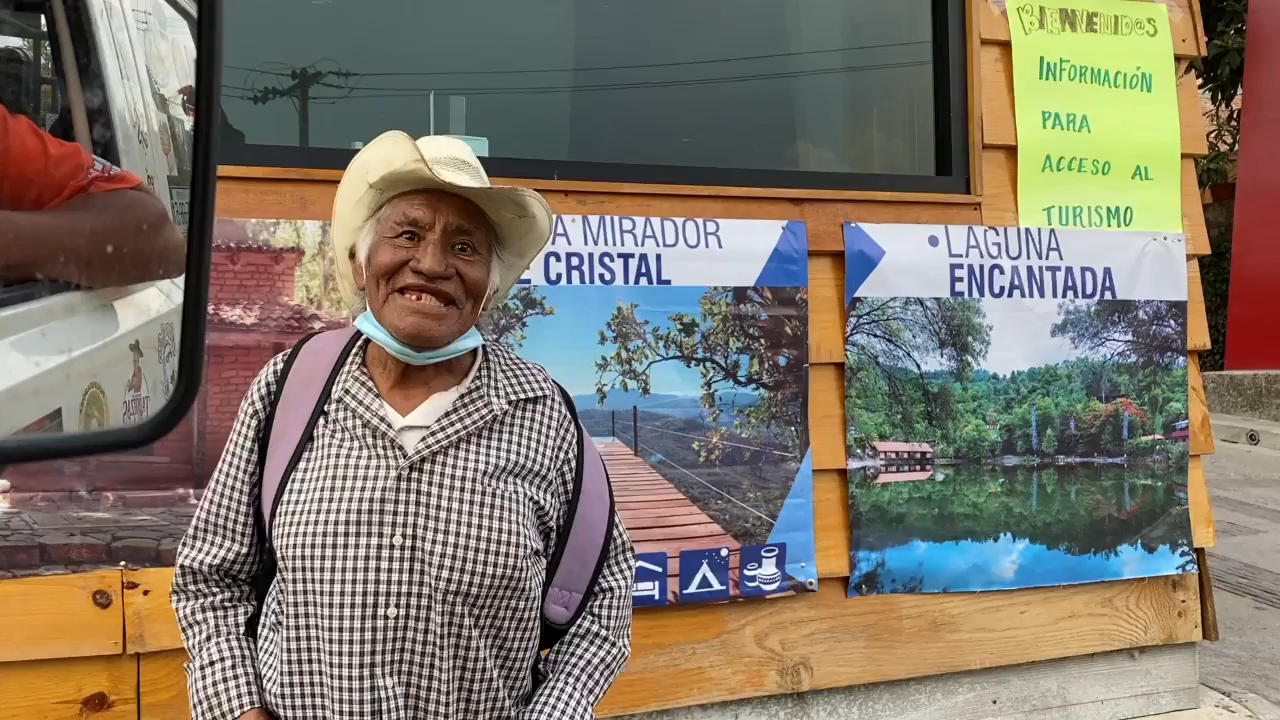 BIENVENID@S
INFORMACIÓN
PARA
ACCESO AL
TURISMO
A MIRADOR
CRISTAL
•LAGUNA
ENCANTADA